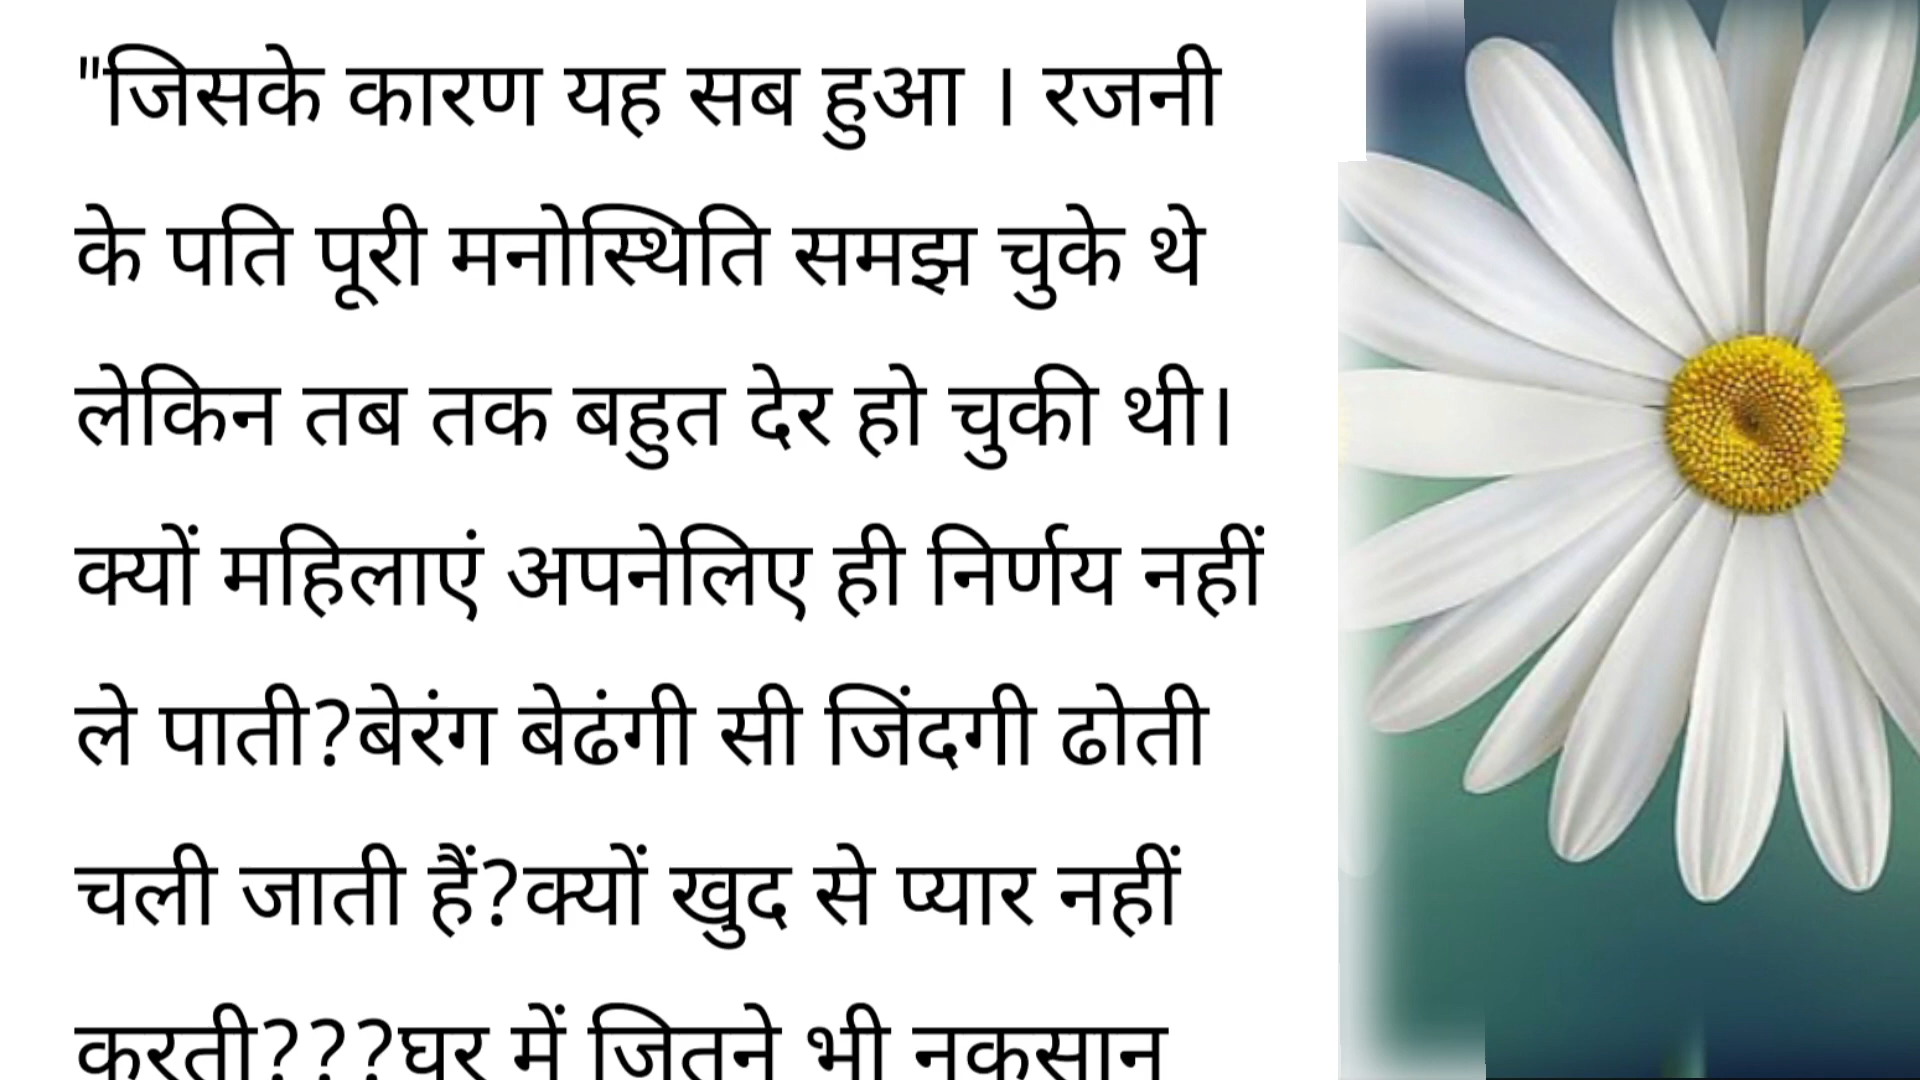 "जिसके कारण यह सब हुआ । रजनी
के पति पूरी मनोस्थिति समझ चुके थे
लेकिन तब तक बहुत देर हो चुकी थी।
क्यों महिलाएं अपनेलिए ही निर्णय नहीं
ले पाती?बेरंग बेढंगी सी जिंदगी ढोती
चली जाती हैं?क्यों खुद से प्यार नहीं
करती???घर में जितने भी नुकसान